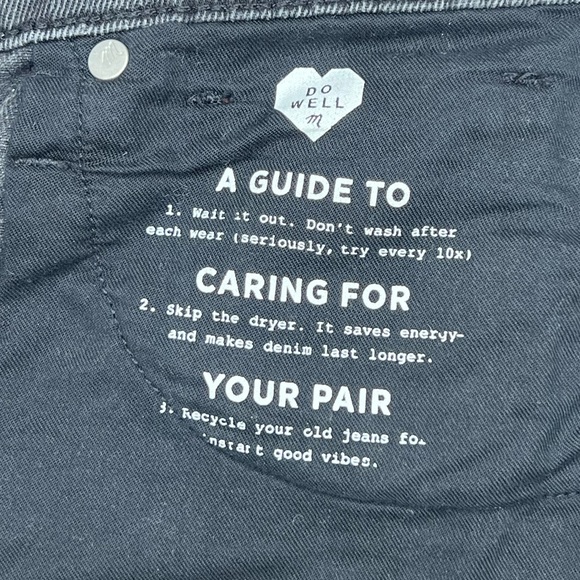 DO
WELL
m
A GUIDE TO
1. Wait it out. Don't wash after
each wear (seriously, try every 10x)
CARING FOR
2. Skip the dryer. It saves energy-
and makes denim last longer.
YOUR PAIR
3. Recycle your old jeans for
instant good vibes.